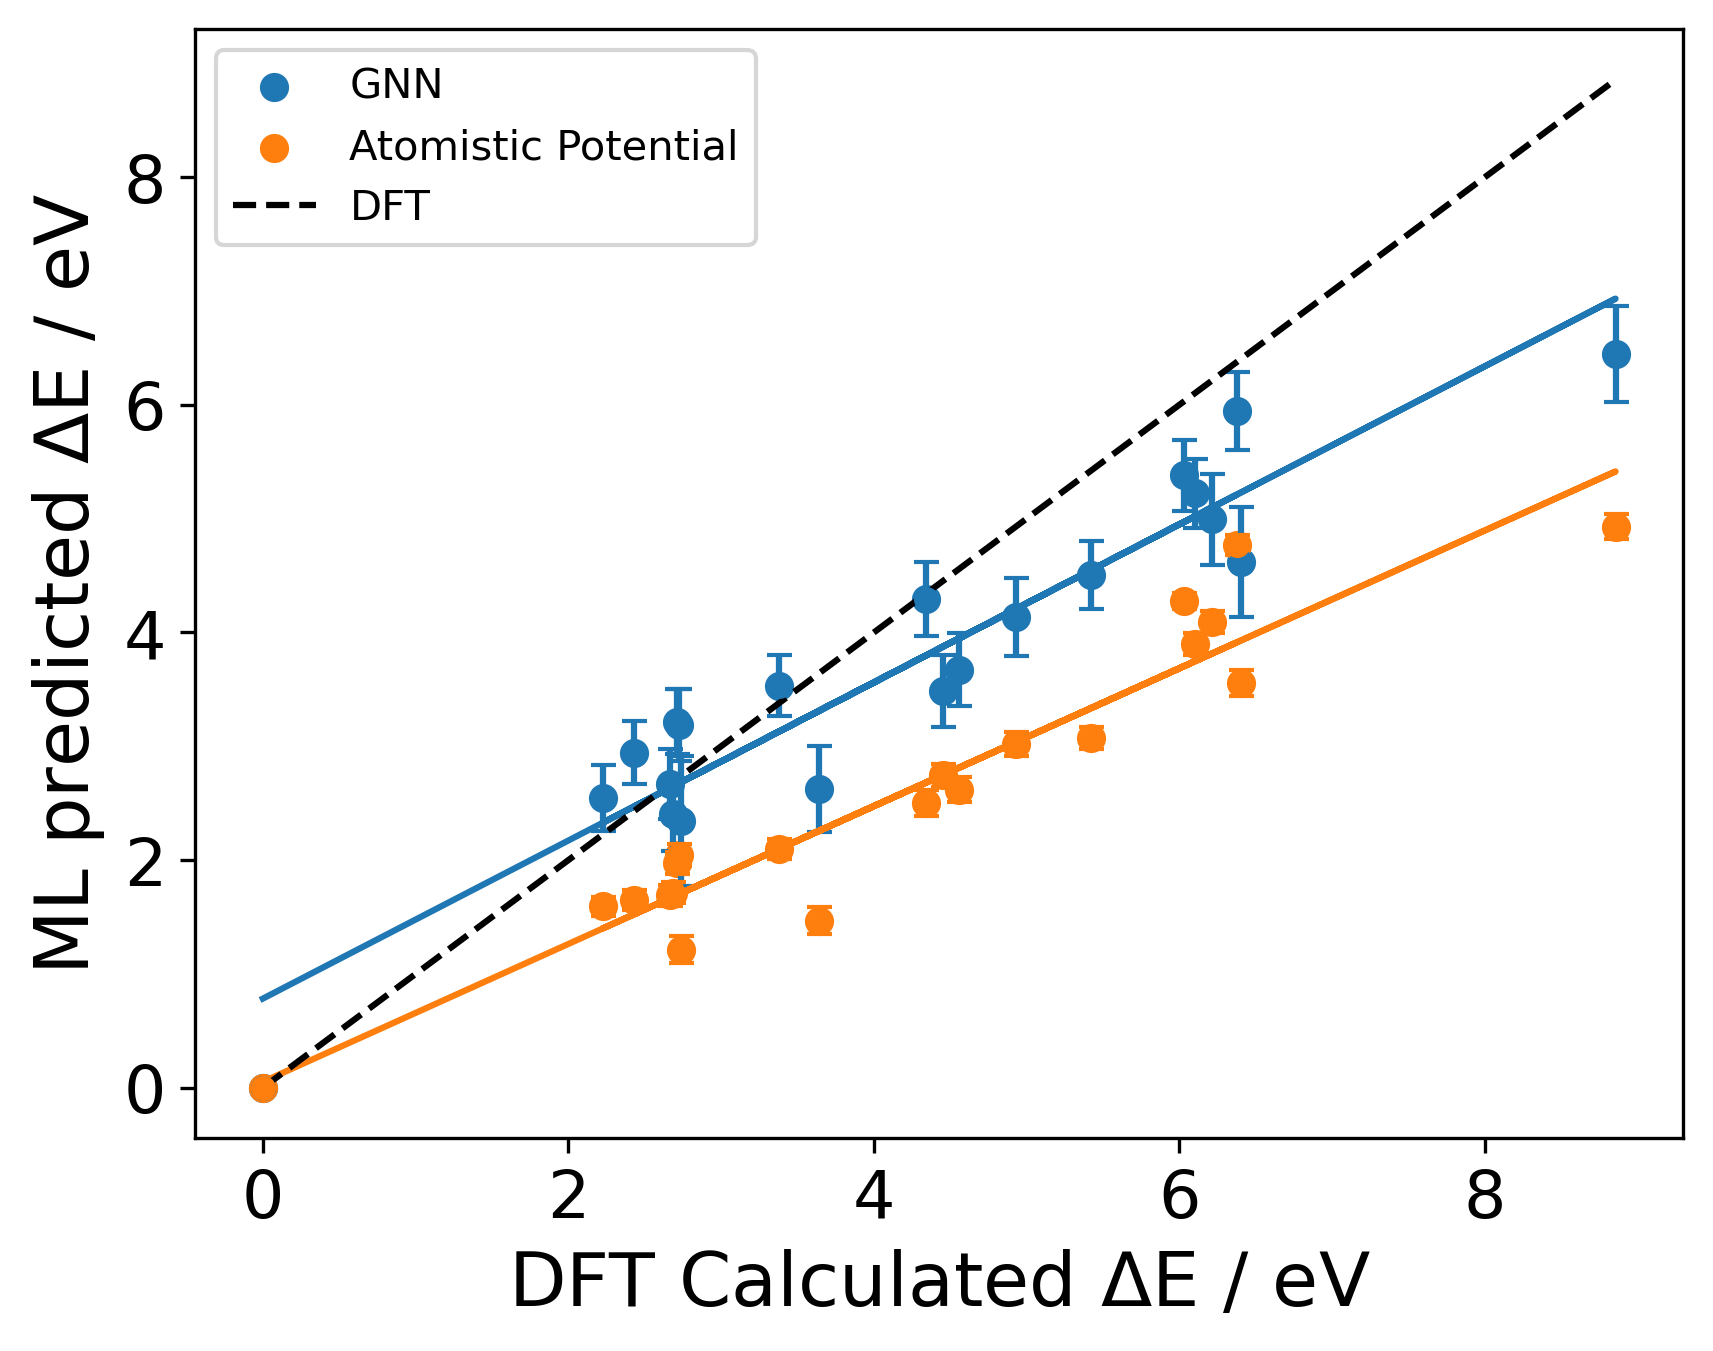 GNN
Atomistic Potential
DFT
ML predicted ΔE / eV
8
6
4
2
0
0 2 4 6 8
DFT Calculated ΔE / eV